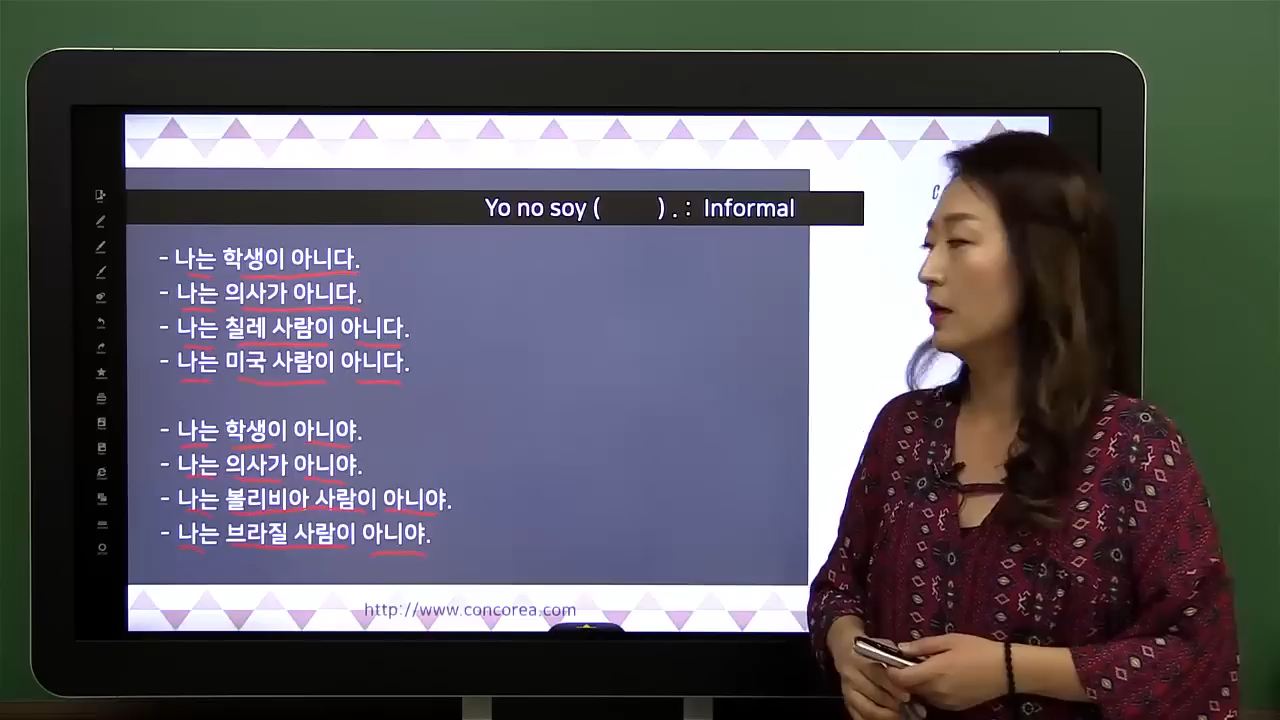 Yo no soy ( ) . : Informal
- 나는 학생이 아니다.
- 나는 의사가 아니다.
- 나는 칠레 사람이 아니다.
- 나는 미국 사람이 아니다.
- 나는 학생이 아니야.
- 나는 의사가 아니야.
- 나는 볼리비아 사람이 아니야.
- 나는 브라질 사람이 아니야.
http://www.concorea.com